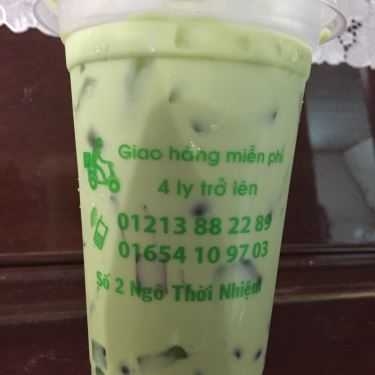 Giao hàng miễn phí
4 ly trở lên
01213 88 22 89
01654 10 97 03
Số 2 Ngô Thời Nhiệm